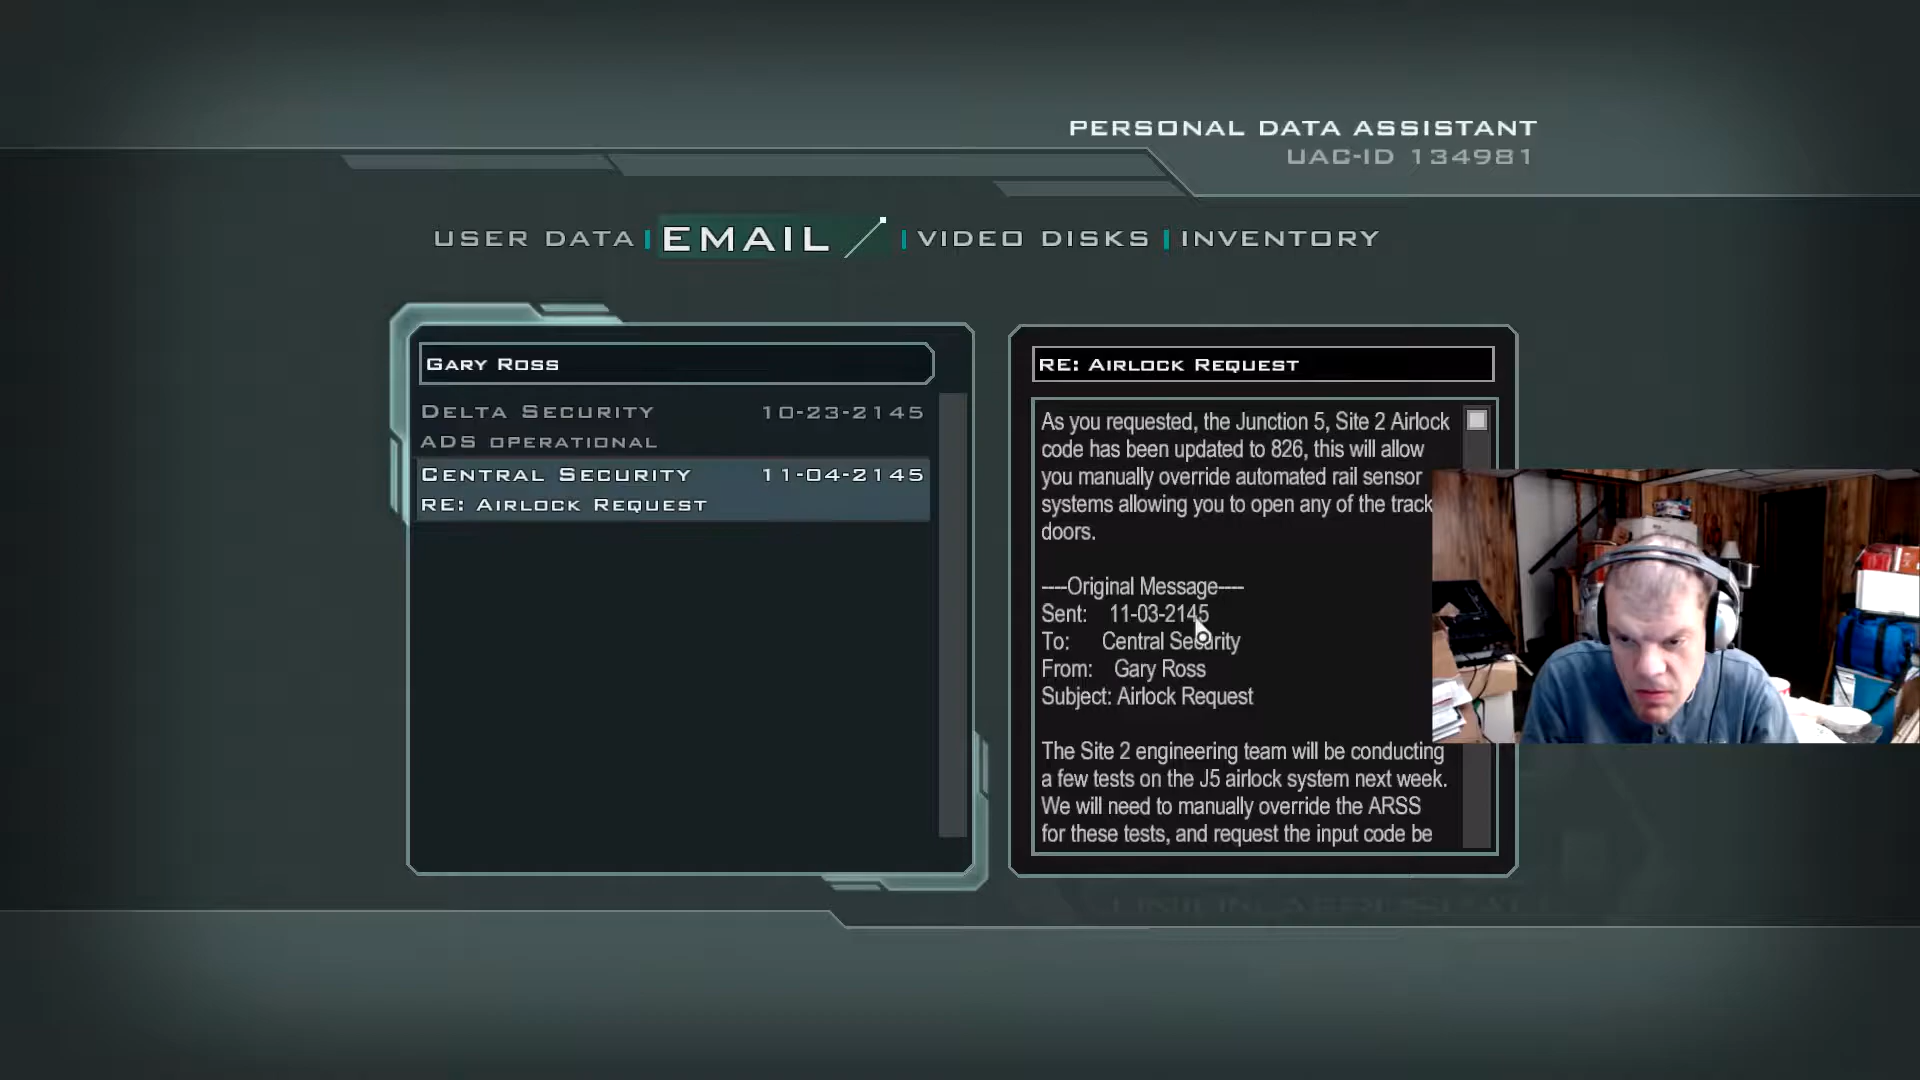 PERSONAL DATA ASSISTANT
UAC-ID 134981
USER DATA
EMAIL
VIDEO DISKS
INVENTORY
Gary Ross
Delta Security 10-23-2145
ADS operational
Central Security 11-04-2145
RE: Airlock Request
RE: Airlock Request
As you requested, the Junction 5, Site 2 Airlock
code has been updated to 826, this will allow
you manually override automated rail sensor
systems allowing you to open any of the track
doors.
----Original Message----
Sent: 11-03-2145
To: Central Security
From: Gary Ross
Subject: Airlock Request
The Site 2 engineering team will be conducting
a few tests on the J5 airlock system next week.
We will need to manually override the ARSS
for these tests, and request the input code be